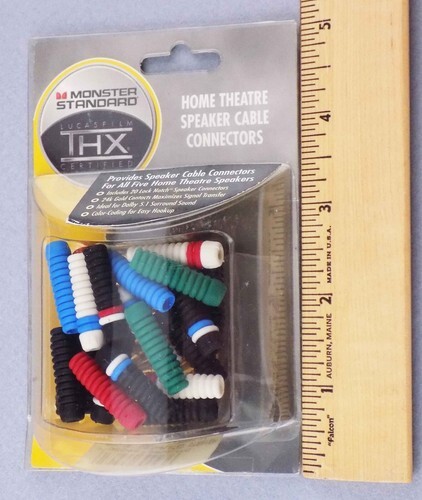 MONSTER
STANDARD
LUCASFILM
THX
CERTIFIED
HOME THEATRE
SPEAKER CABLE
CONNECTORS
Provides Speaker Cable Connectors
For All Five Home Theatre Speakers
Includes 20 Lock Match™ Speaker Connectors
24k Gold Contacts Maximizes Signal Transfer
Ideal for Dolby 5.1 Surround Sound
Color-Coding for Easy Hookup
5
4
3
2
1
MADE IN U.S.A.
AUBURN, MAINE
"Falcon"